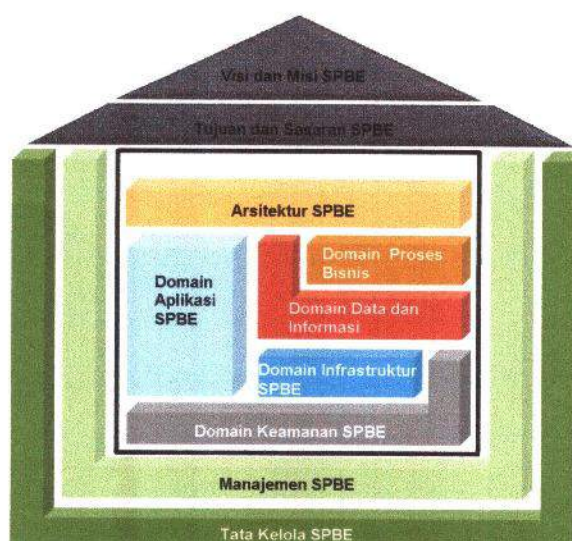 Visi dan Misi SPBE
Tujuan dan Sasaran SPBE
Arsitektur SPBE
Domain Proses
Bisnis
Domain
Aplikasi
SPBE
Domain Data dan
Informasi
Domain Infrastruktur
SPBE
Domain Keamanan SPBE
Manajemen SPBE
Tata Kelola SPBE